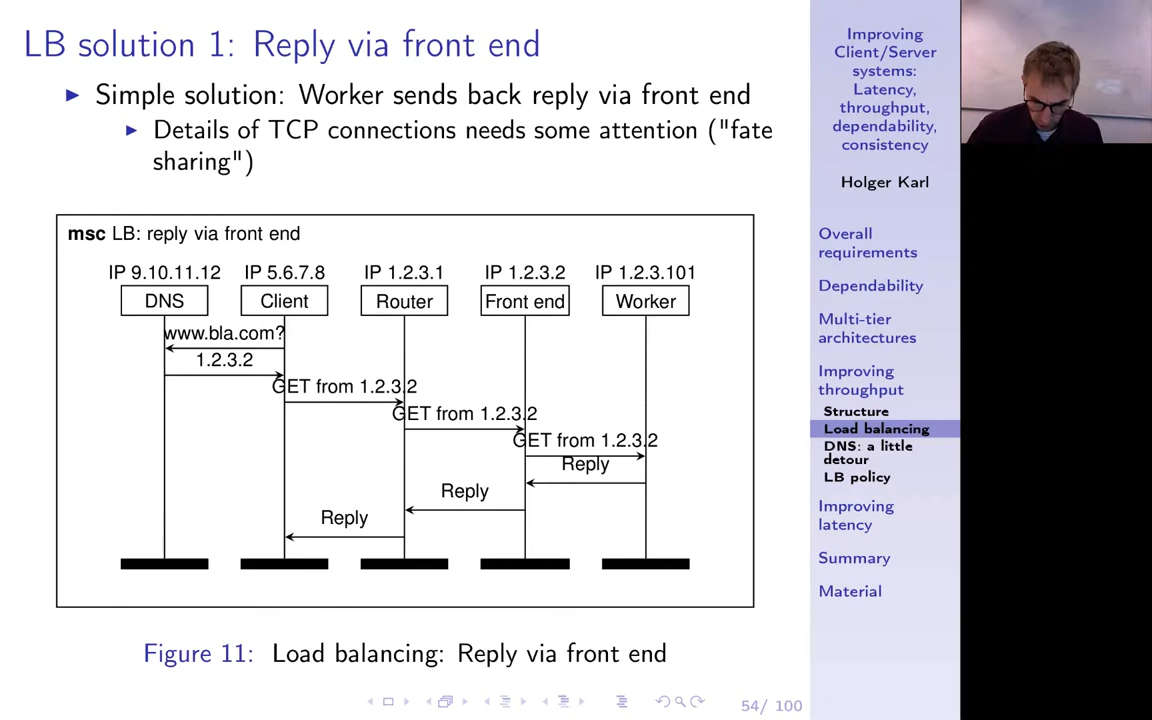 LB solution 1: Reply via front end
Simple solution: Worker sends back reply via front end
Details of TCP connections needs some attention ("fate
sharing")
msc LB: reply via front end
IP 9.10.11.12 IP 5.6.7.8 IP 1.2.3.1 IP 1.2.3.2 IP 1.2.3.101
DNS Client Router Front end Worker
www.bla.com?
1.2.3.2
GET from 1.2.3.2
GET from 1.2.3.2
GET from 1.2.3.2
Reply
Reply
Reply
Figure 11: Load balancing: Reply via front end
54/ 100
Improving
Client/Server
systems:
Latency,
throughput,
dependability,
consistency
Holger Karl
Overall
requirements
Dependability
Multi-tier
architectures
Improving
throughput
Structure
Load balancing
DNS: a little
detour
LB policy
Improving
latency
Summary
Material